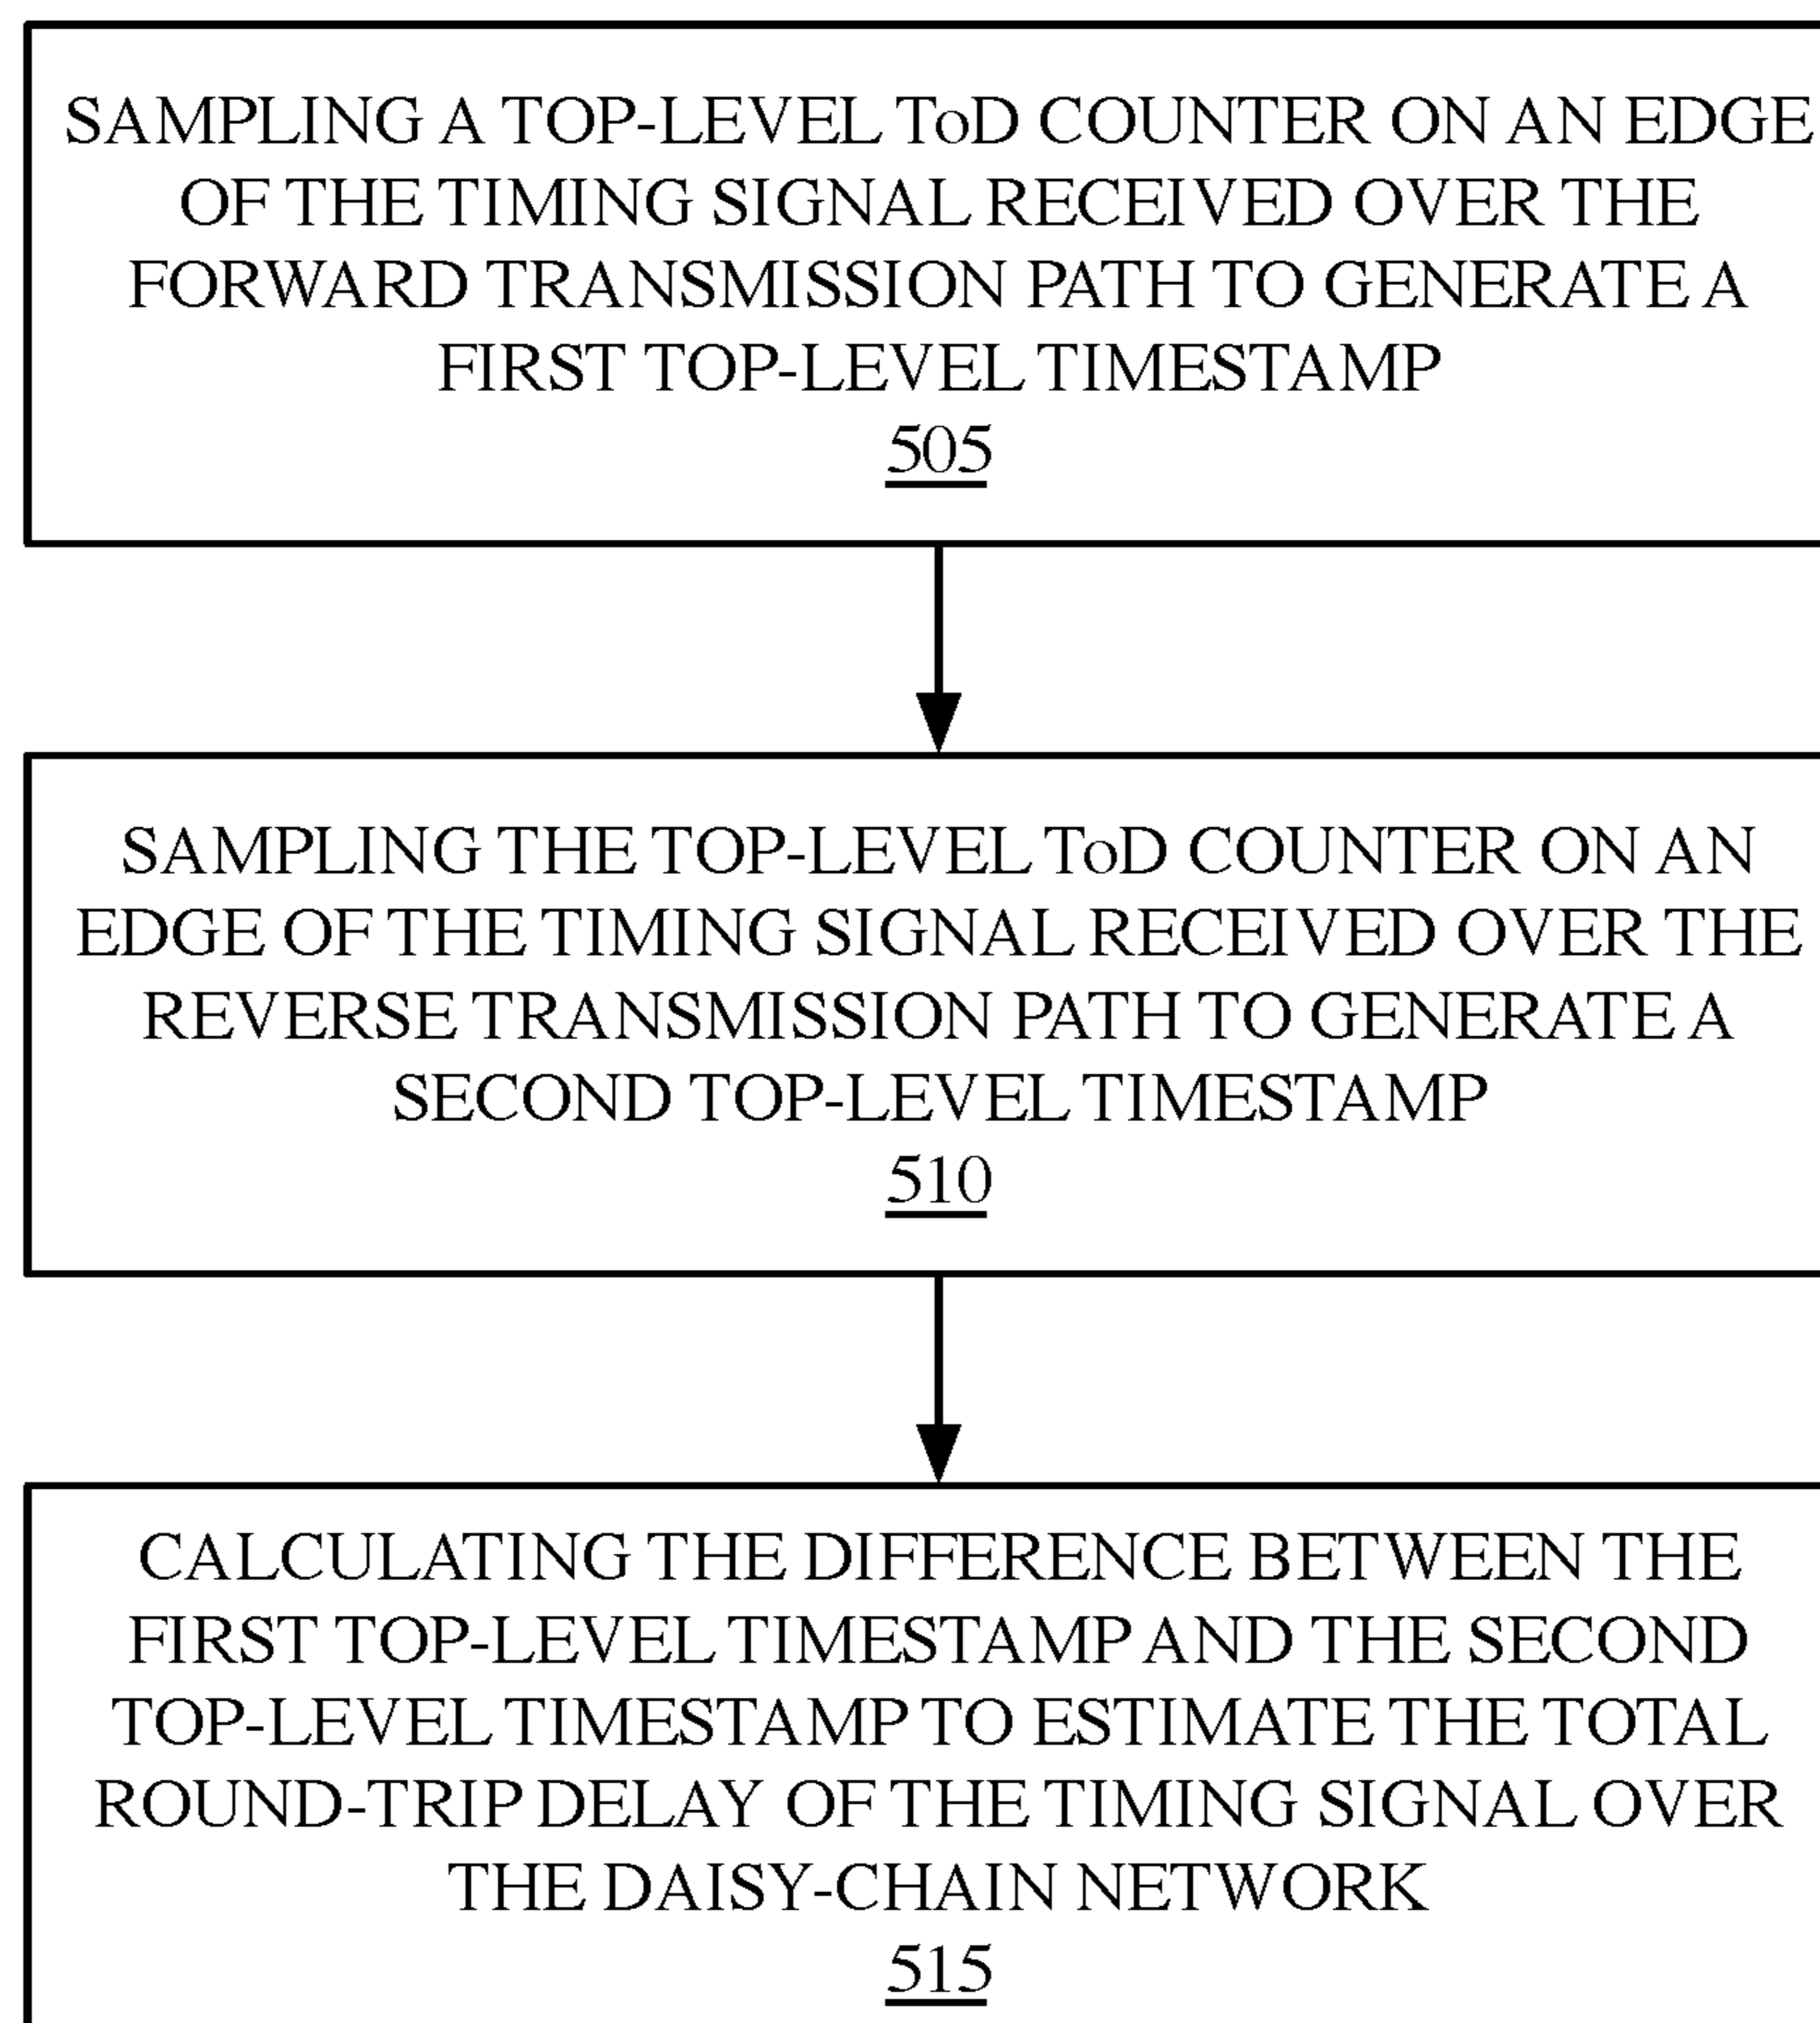 SAMPLING A TOP-LEVEL ToD COUNTER ON AN EDGE
OF THE TIMING SIGNAL RECEIVED OVER THE
FORWARD TRANSMISSION PATH TO GENERATE A
FIRST TOP-LEVEL TIMESTAMP
505
SAMPLING THE TOP-LEVEL ToD COUNTER ON AN
EDGE OF THE TIMING SIGNAL RECEIVED OVER THE
REVERSE TRANSMISSION PATH TO GENERATE A
SECOND TOP-LEVEL TIMESTAMP
510
CALCULATING THE DIFFERENCE BETWEEN THE
FIRST TOP-LEVEL TIMESTAMP AND THE SECOND
TOP-LEVEL TIMESTAMP TO ESTIMATE THE TOTAL
ROUND-TRIP DELAY OF THE TIMING SIGNAL OVER
THE DAISY-CHAIN NETWORK
515